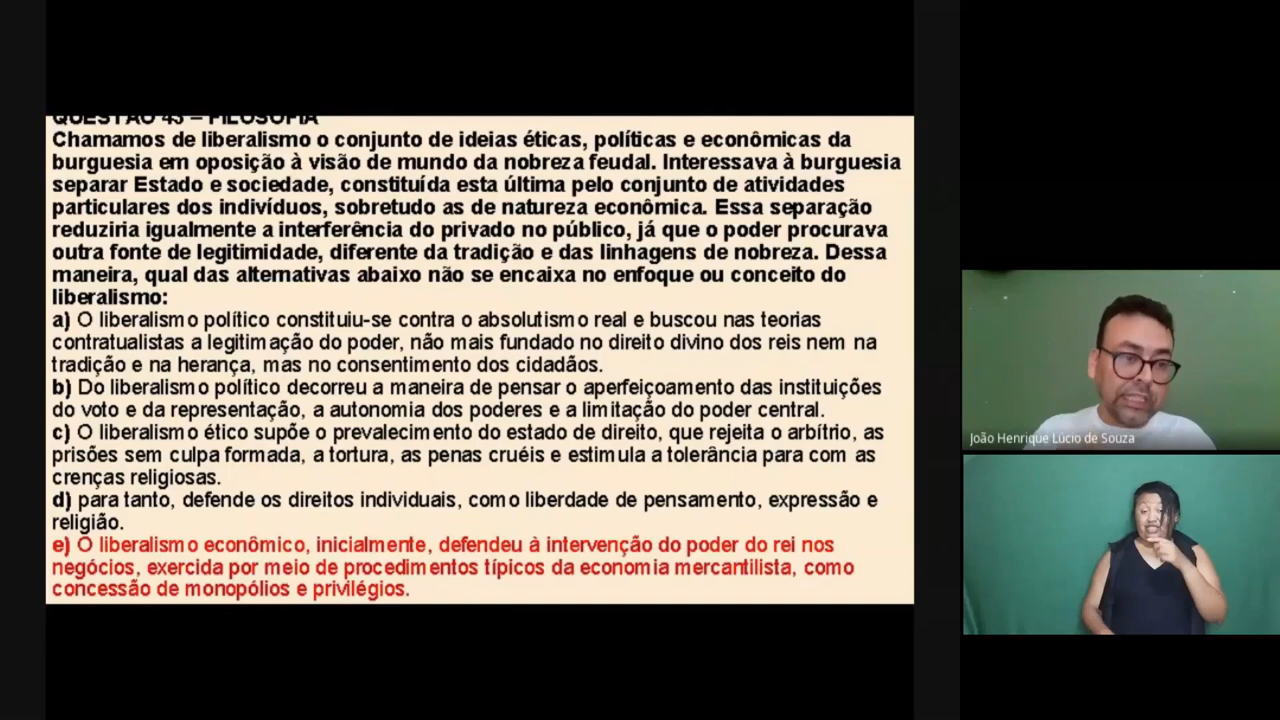 QUESTÃO 43 – FILOSOFIA
Chamamos de liberalismo o conjunto de ideias éticas, políticas e econômicas da
burguesia em oposição à visão de mundo da nobreza feudal. Interessava à burguesia
separar Estado e sociedade, constituída esta última pelo conjunto de atividades
particulares dos indivíduos, sobretudo as de natureza econômica. Essa separação
reduziria igualmente a interferência do privado no público, já que o poder procurava
outra fonte de legitimidade, diferente da tradição e das linhagens de nobreza. Dessa
maneira, qual das alternativas abaixo não se encaixa no enfoque ou conceito do
liberalismo:
a) O liberalismo político constituiu-se contra o absolutismo real e buscou nas teorias
contratualistas a legitimação do poder, não mais fundado no direito divino dos reis nem na
tradição e na herança, mas no consentimento dos cidadãos.
b) Do liberalismo político decorreu a maneira de pensar o aperfeiçoamento das instituições
do voto e da representação, a autonomia dos poderes e a limitação do poder central.
c) O liberalismo ético supõe o prevalecimento do estado de direito, que rejeita o arbítrio, as
prisões sem culpa formada, a tortura, as penas cruéis e estimula a tolerância para com as
crenças religiosas.
d) para tanto, defende os direitos individuais, como liberdade de pensamento, expressão e
religião.
e) O liberalismo econômico, inicialmente, defendeu à intervenção do poder do rei nos
negócios, exercida por meio de procedimentos típicos da economia mercantilista, como
concessão de monopólios e privilégios.
João Henrique Lúcio de Souza